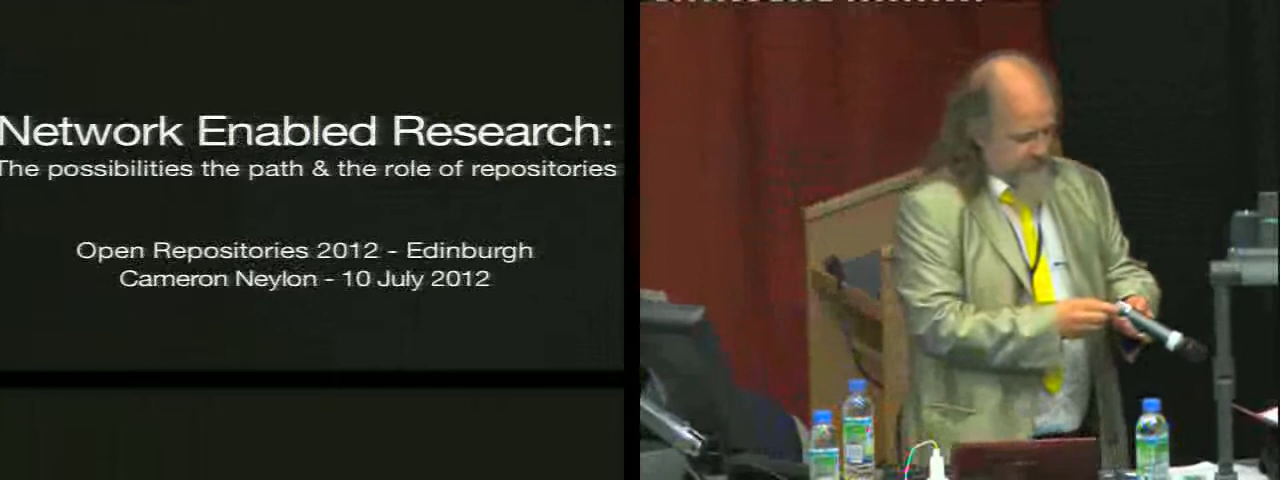 Network Enabled Research:
The possibilities the path & the role of repositories
Open Repositories 2012 - Edinburgh
Cameron Neylon - 10 July 2012